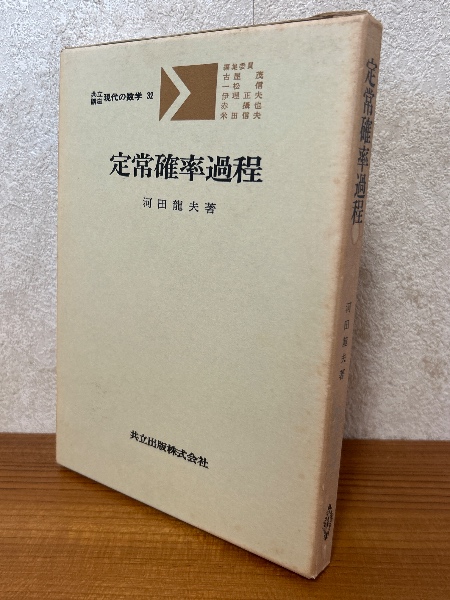 共立講座 現代の数学 32
編集委員
古屋 茂
一松 信
伊理正夫
赤 攝也
米田信夫
定常確率過程
河田龍夫著
共立出版株式会社
定常確率過程
河田龍夫著